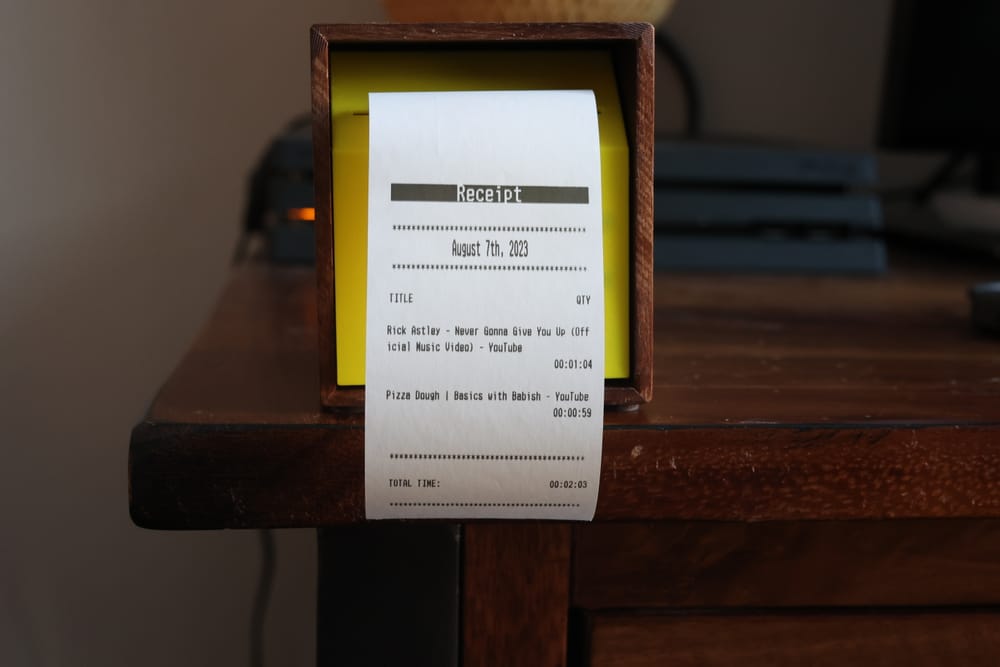 Receipt
August 7th, 2023
TITLE QTY
Rick Astley - Never Gonna Give You Up (Off
icial Music Video) - YouTube
00:01:04
Pizza Dough | Basics with Babish - YouTube
00:00:59
TOTAL TIME: 00:02:03